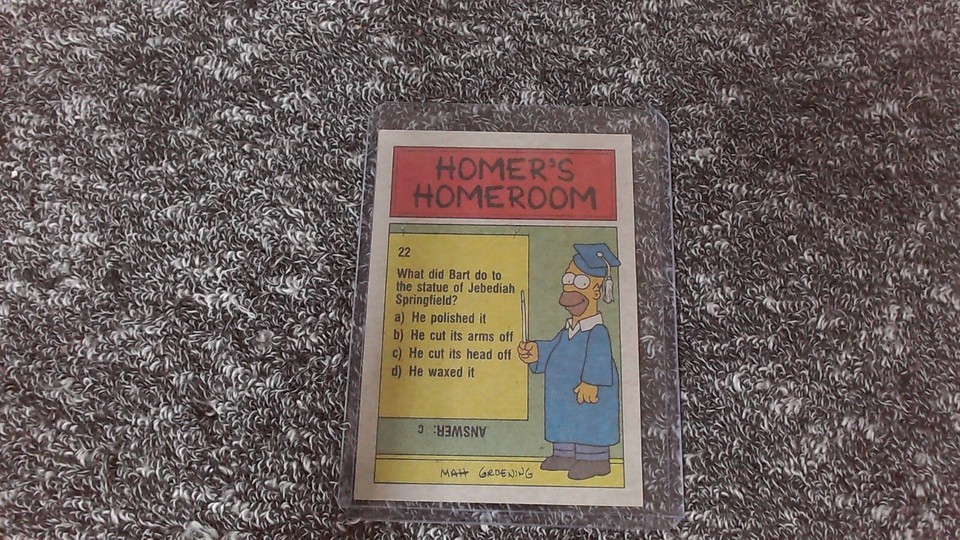 HOMER'S
HOMEROOM
22
What did Bart do to
the statue of Jebediah
Springfield?
a) He polished it
b) He cut its arms off
c) He cut its head off
d) He waxed it
ANSWER: c
MATT GROENING